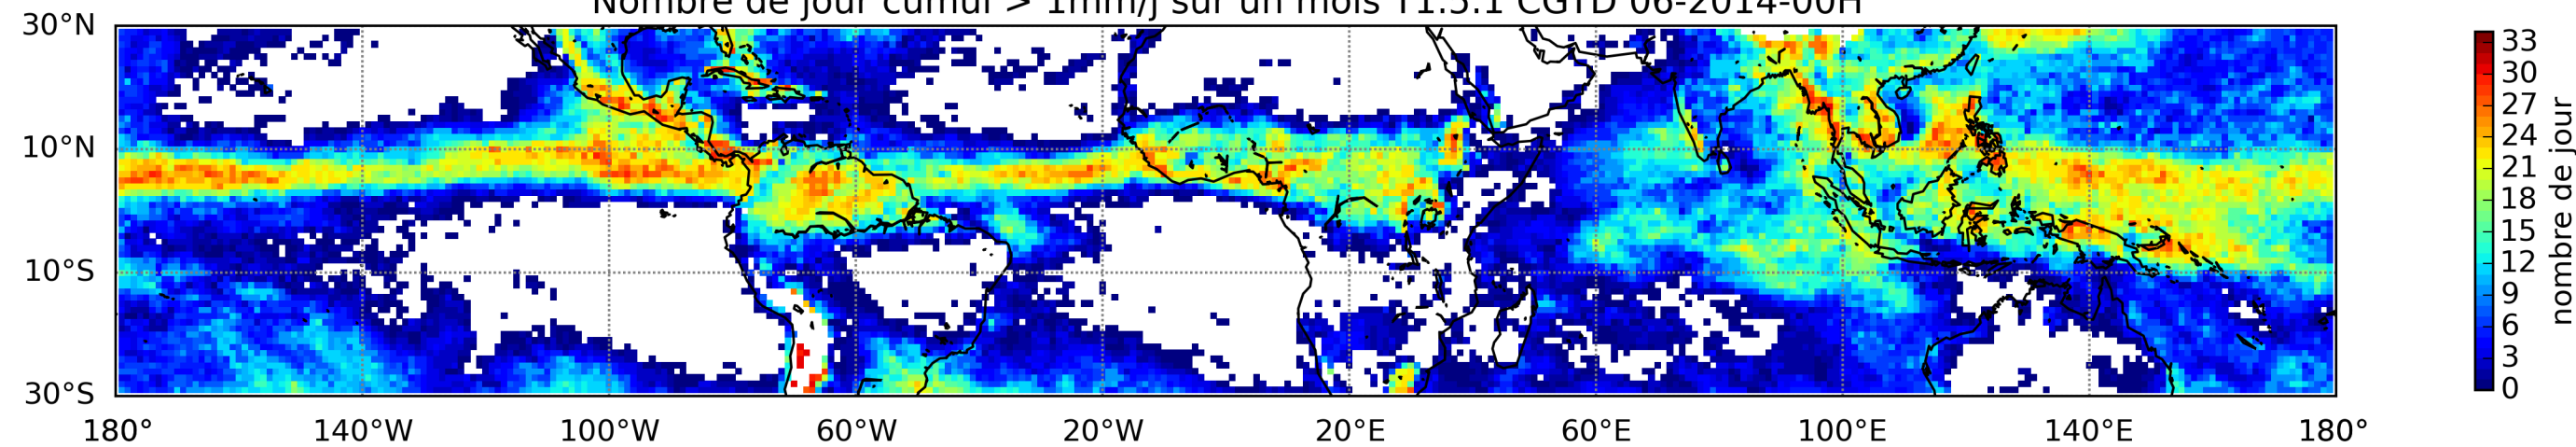 Nombre de jour cumul > 1mm/j sur un mois T1.5.1 CGTD 06-2014-00H
30°N
10°N
10°S
30°S
180° 140°W 100°W 60°W 20°W 20°E 60°E 100°E 140°E 180°
33
30
27
24
21
18
15
12
9
6
3
0
nombre de jour